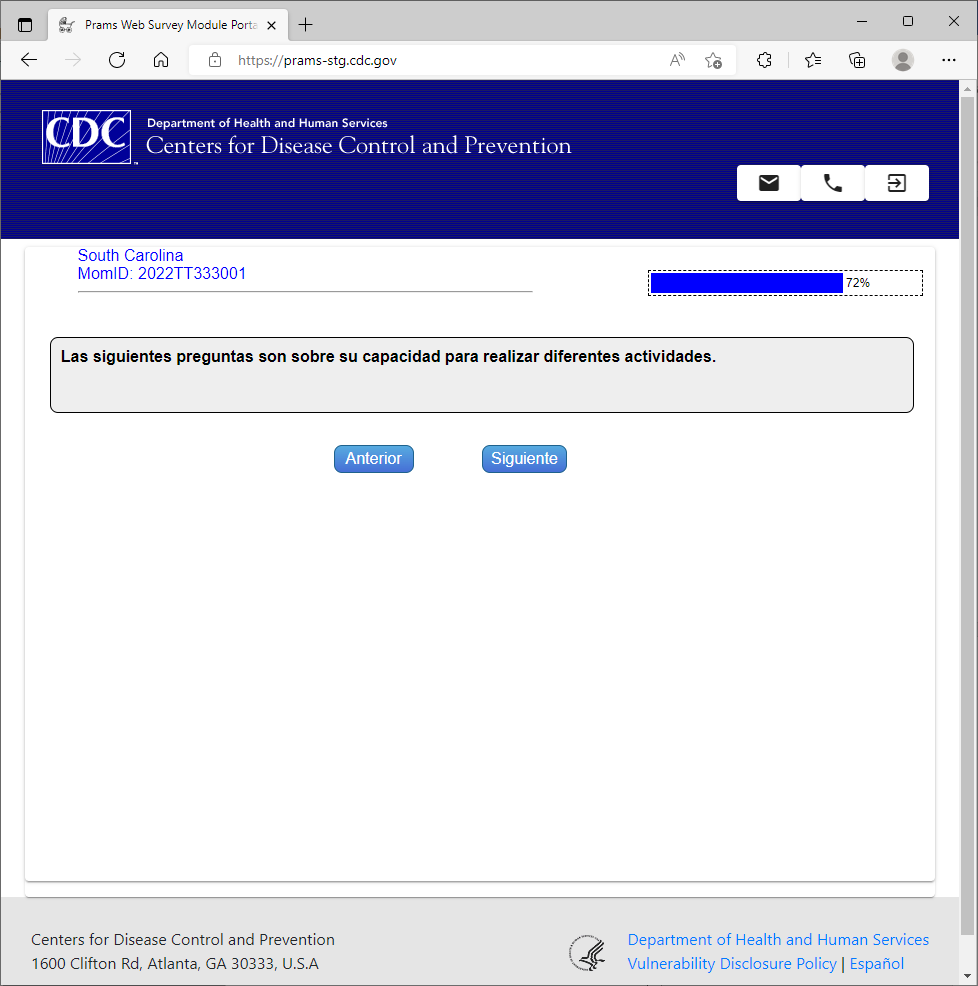 Prams Web Survey Module Porta
https://prams-stg.cdc.gov
CDC
Department of Health and Human Services
Centers for Disease Control and Prevention
South Carolina
MomID: 2022TT333001
72%
Las siguientes preguntas son sobre su capacidad para realizar diferentes actividades.
Anterior
Siguiente
Centers for Disease Control and Prevention
1600 Clifton Rd, Atlanta, GA 30333, U.S.A
Department of Health and Human Services
Vulnerability Disclosure Policy | Español